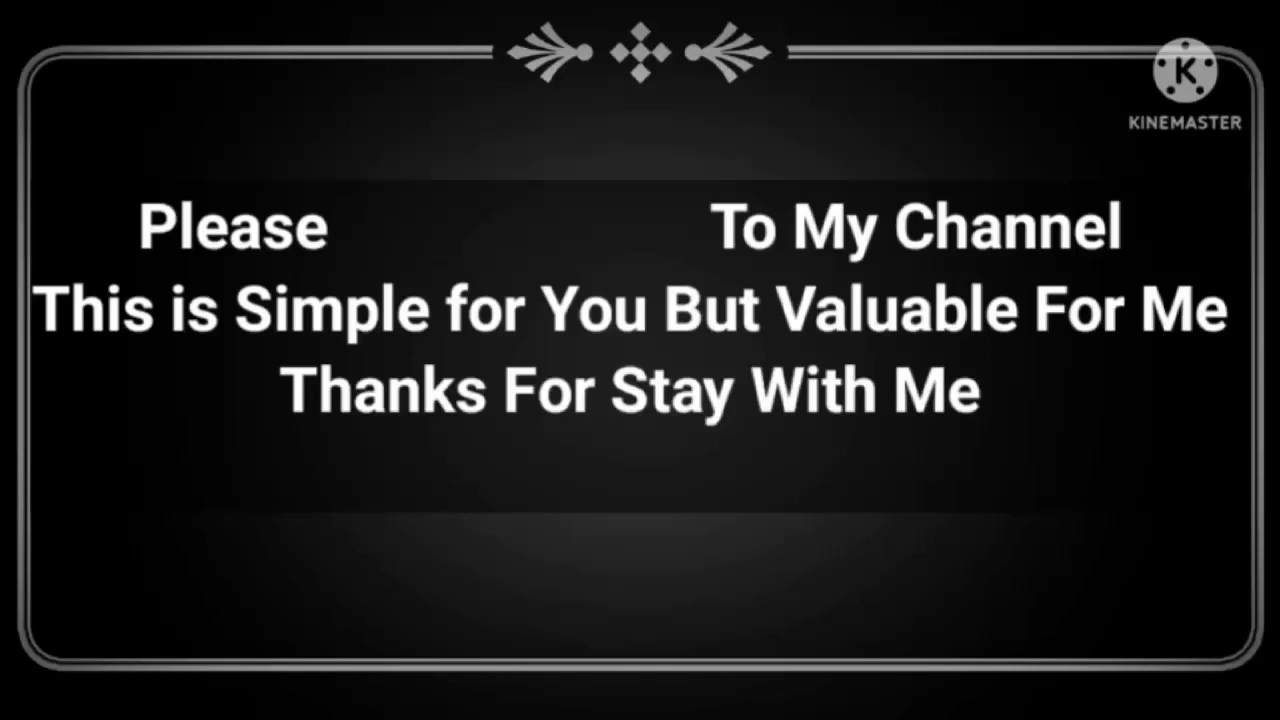 KINEMASTER
Please To My Channel
This is Simple for You But Valuable For Me
Thanks For Stay With Me